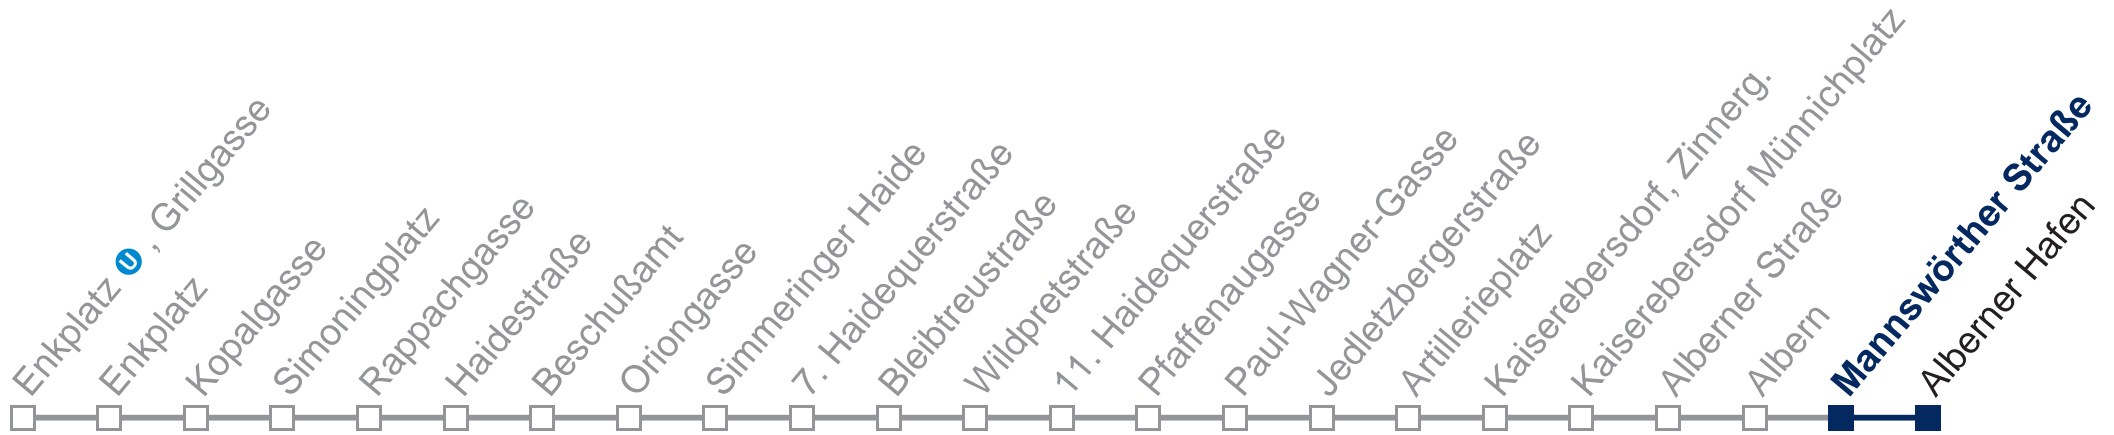 Enkplatz U , Grillgasse
Enkplatz
Kopalgasse
Simoningplatz
Rappachgasse
Haidestraße
Beschußamt
Oriongasse
Simmeringer Haide
7. Haidequerstraße
Bleibtreustraße
Wildpretstraße
11. Haidequerstraße
Pfaffenaugasse
Paul-Wagner-Gasse
Jedletzbergerstraße
Artillerieplatz
Kaiserebersdorf, Zinnerg.
Kaiserebersdorf Münnichplatz
Alberner Straße
Albern
Mannswörther Straße
Alberner Hafen